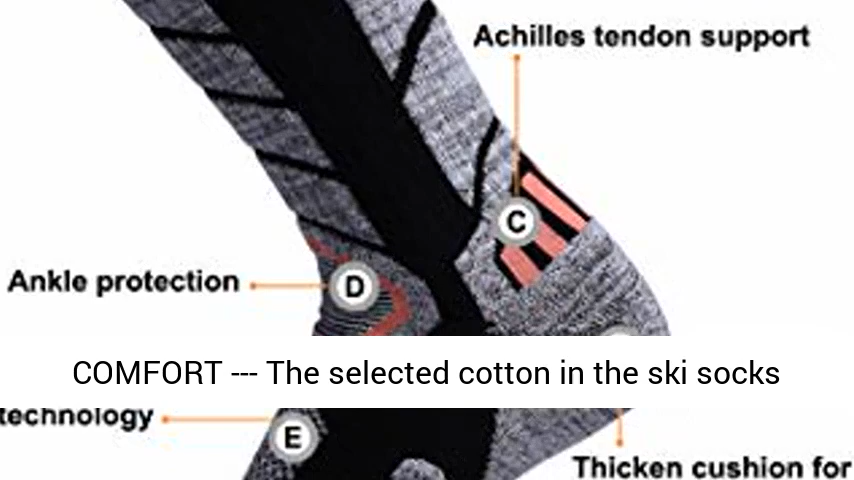 Achilles tendon support
C
Ankle protection
D
COMFORT --- The selected cotton in the ski socks
technology
E
Thicken cushion for